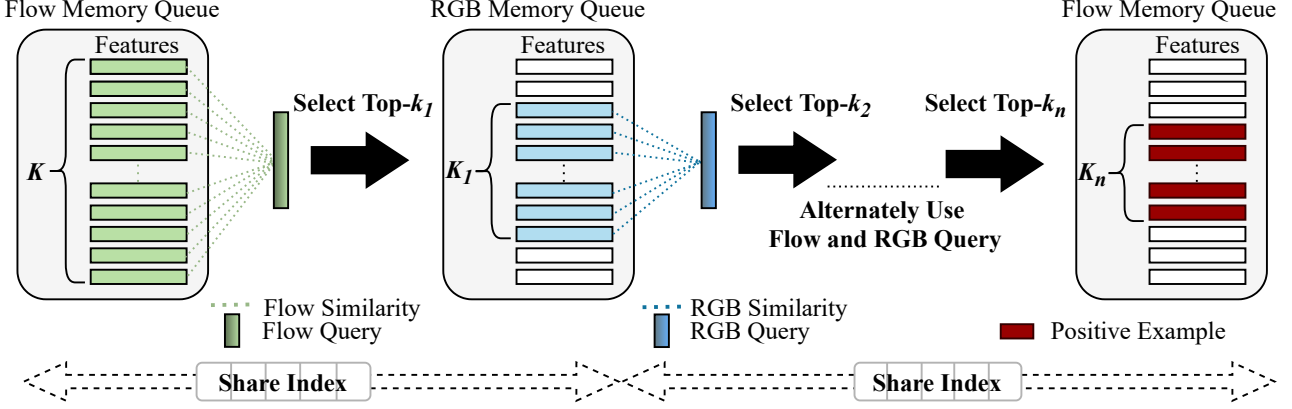 Flow Memory Queue
RGB Memory Queue
Flow Memory Queue
Features
Features
Features
Select Top-k1
Select Top-k2
Select Top-kn
K
K1
Kn
Alternately Use
Flow and RGB Query
Flow Similarity
Flow Query
RGB Similarity
RGB Query
Positive Example
Share Index
Share Index